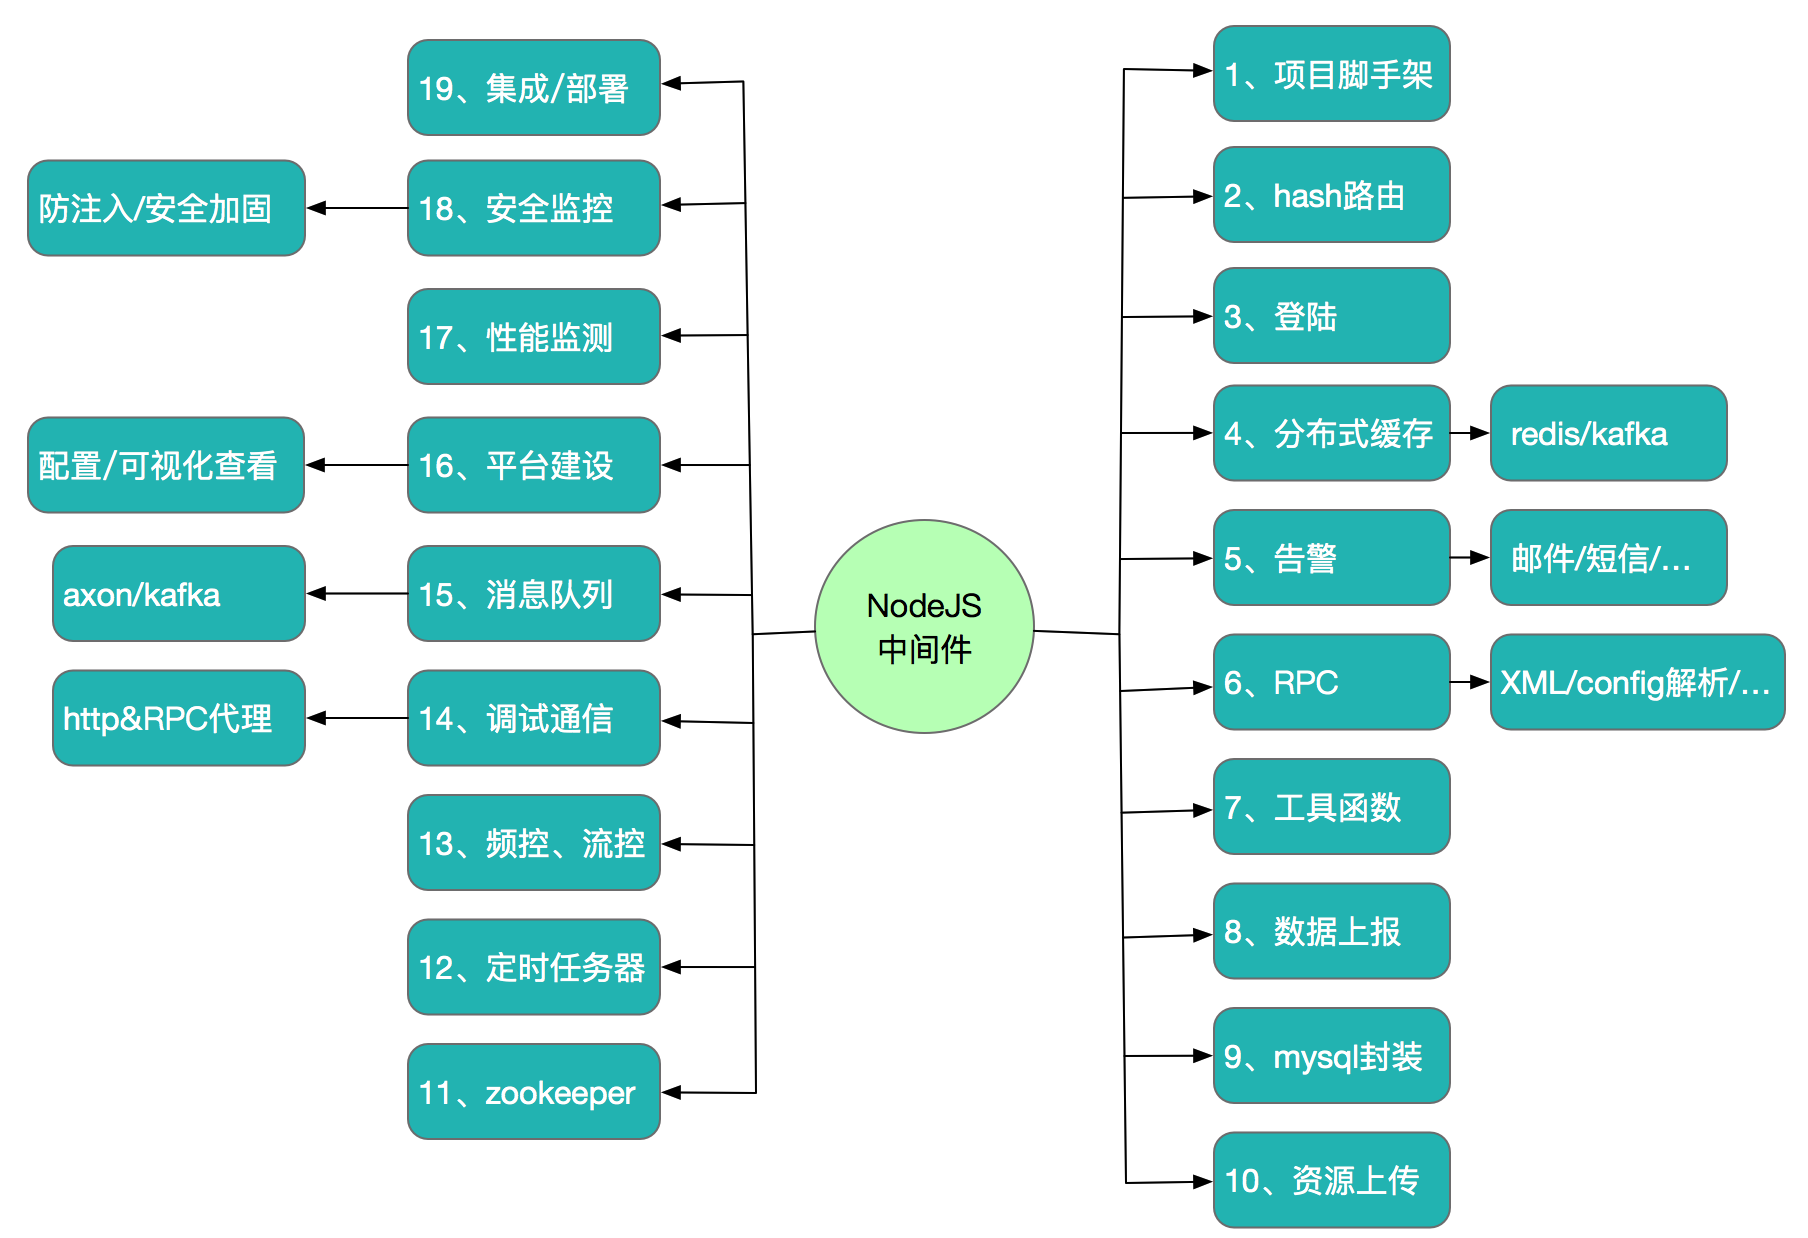 NodeJS
中间件
1、项目脚手架
2、hash路由
3、登陆
4、分布式缓存
redis/kafka
5、告警
邮件/短信/...
6、RPC
XML/config解析/...
7、工具函数
8、数据上报
9、mysql封装
10、资源上传
11、zookeeper
12、定时任务器
13、频控、流控
14、调试通信
http&RPC代理
15、消息队列
axon/kafka
16、平台建设
配置/可视化查看
17、性能监测
18、安全监控
防注入/安全加固
19、集成/部署